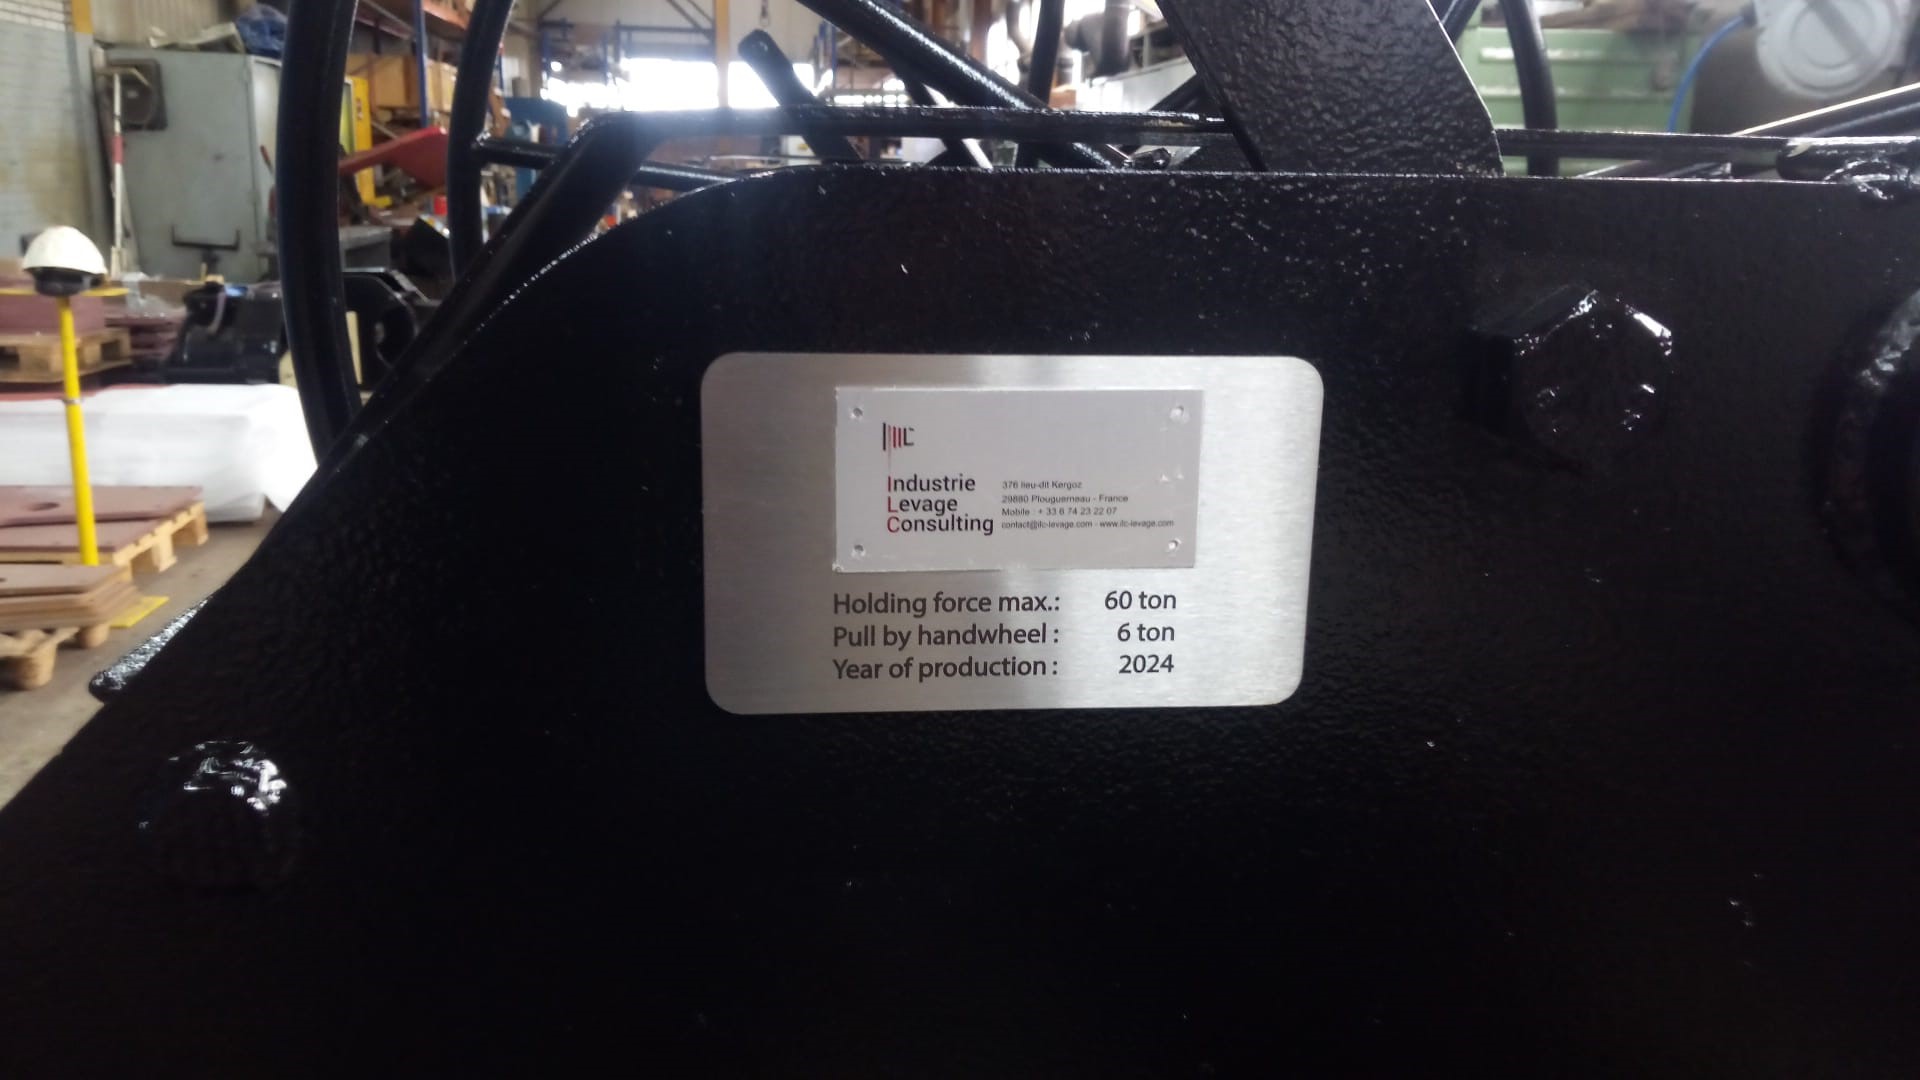 ILC
Industrie
Levage
Consulting
376 lieu-dit Kergoz
29880 Plouguerneau - France
Mobile : + 33 6 74 23 22 07
contact@ilc-levage.com - www.ilc-levage.com
Holding force max.: 60 ton
Pull by handwheel : 6 ton
Year of production : 2024